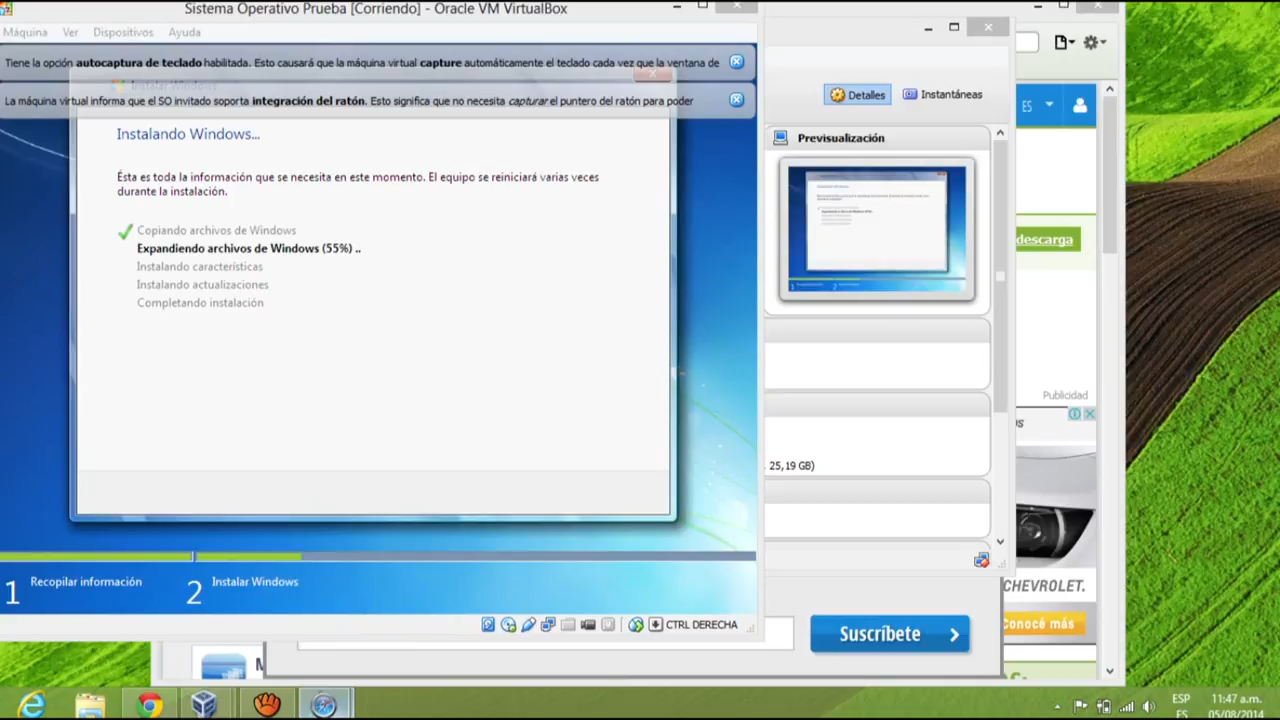 Sistema Operativo Prueba [Corriendo] - Oracle VM VirtualBox
Máquina Ver Dispositivos Ayuda
Tiene la opción autocaptura de teclado habilitada. Esto causará que la máquina virtual capture automáticamente el teclado cada vez que la ventana de
Instalar Windows
La máquina virtual informa que el SO invitado soporta integración del ratón. Esto significa que no necesita capturar el puntero del ratón para poder
Instalando Windows...
Ésta es toda la información que se necesita en este momento. El equipo se reiniciará varias veces
durante la instalación.
Copiando archivos de Windows
Expandiendo archivos de Windows (55%) ..
Instalando características
Instalando actualizaciones
Completando instalación
1 Recopilar información 2 Instalar Windows
CTRL DERECHA
Detalles Instantáneas
Previsualización
25,19 GB)
ES
descarga
Publicidad
CHEVROLET.
Conocé más
Suscríbete
M
ESP
ES
11:47 a.m.
05/08/2014